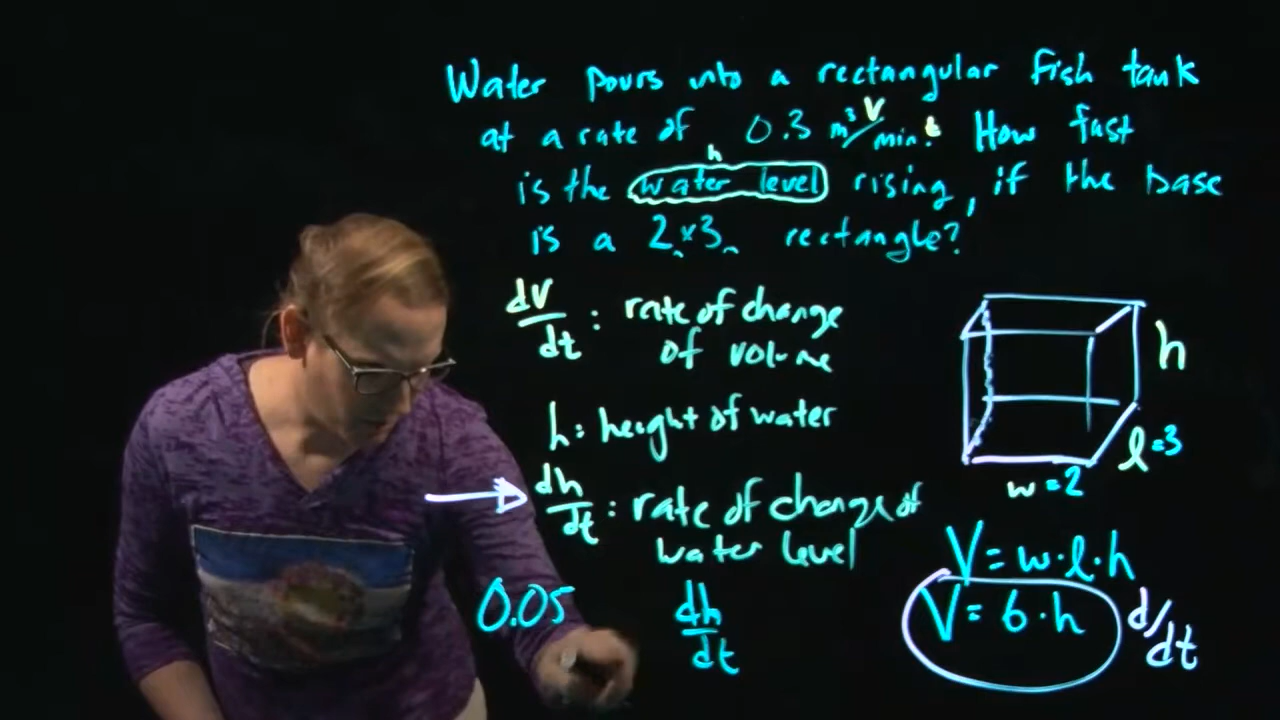 Water pours into a rectangular fish tank
at a rate of 0.3 m³/min. How fast
V
t
h
is the water level rising, if the base
is a 2x3 rectangle?
dV/dt : rate of change
of volume
h: height of water
dh/dt : rate of change of
water level
0.05 dh/dt
h
l=3
w=2
V = w·l·h
V = 6·h d/dt